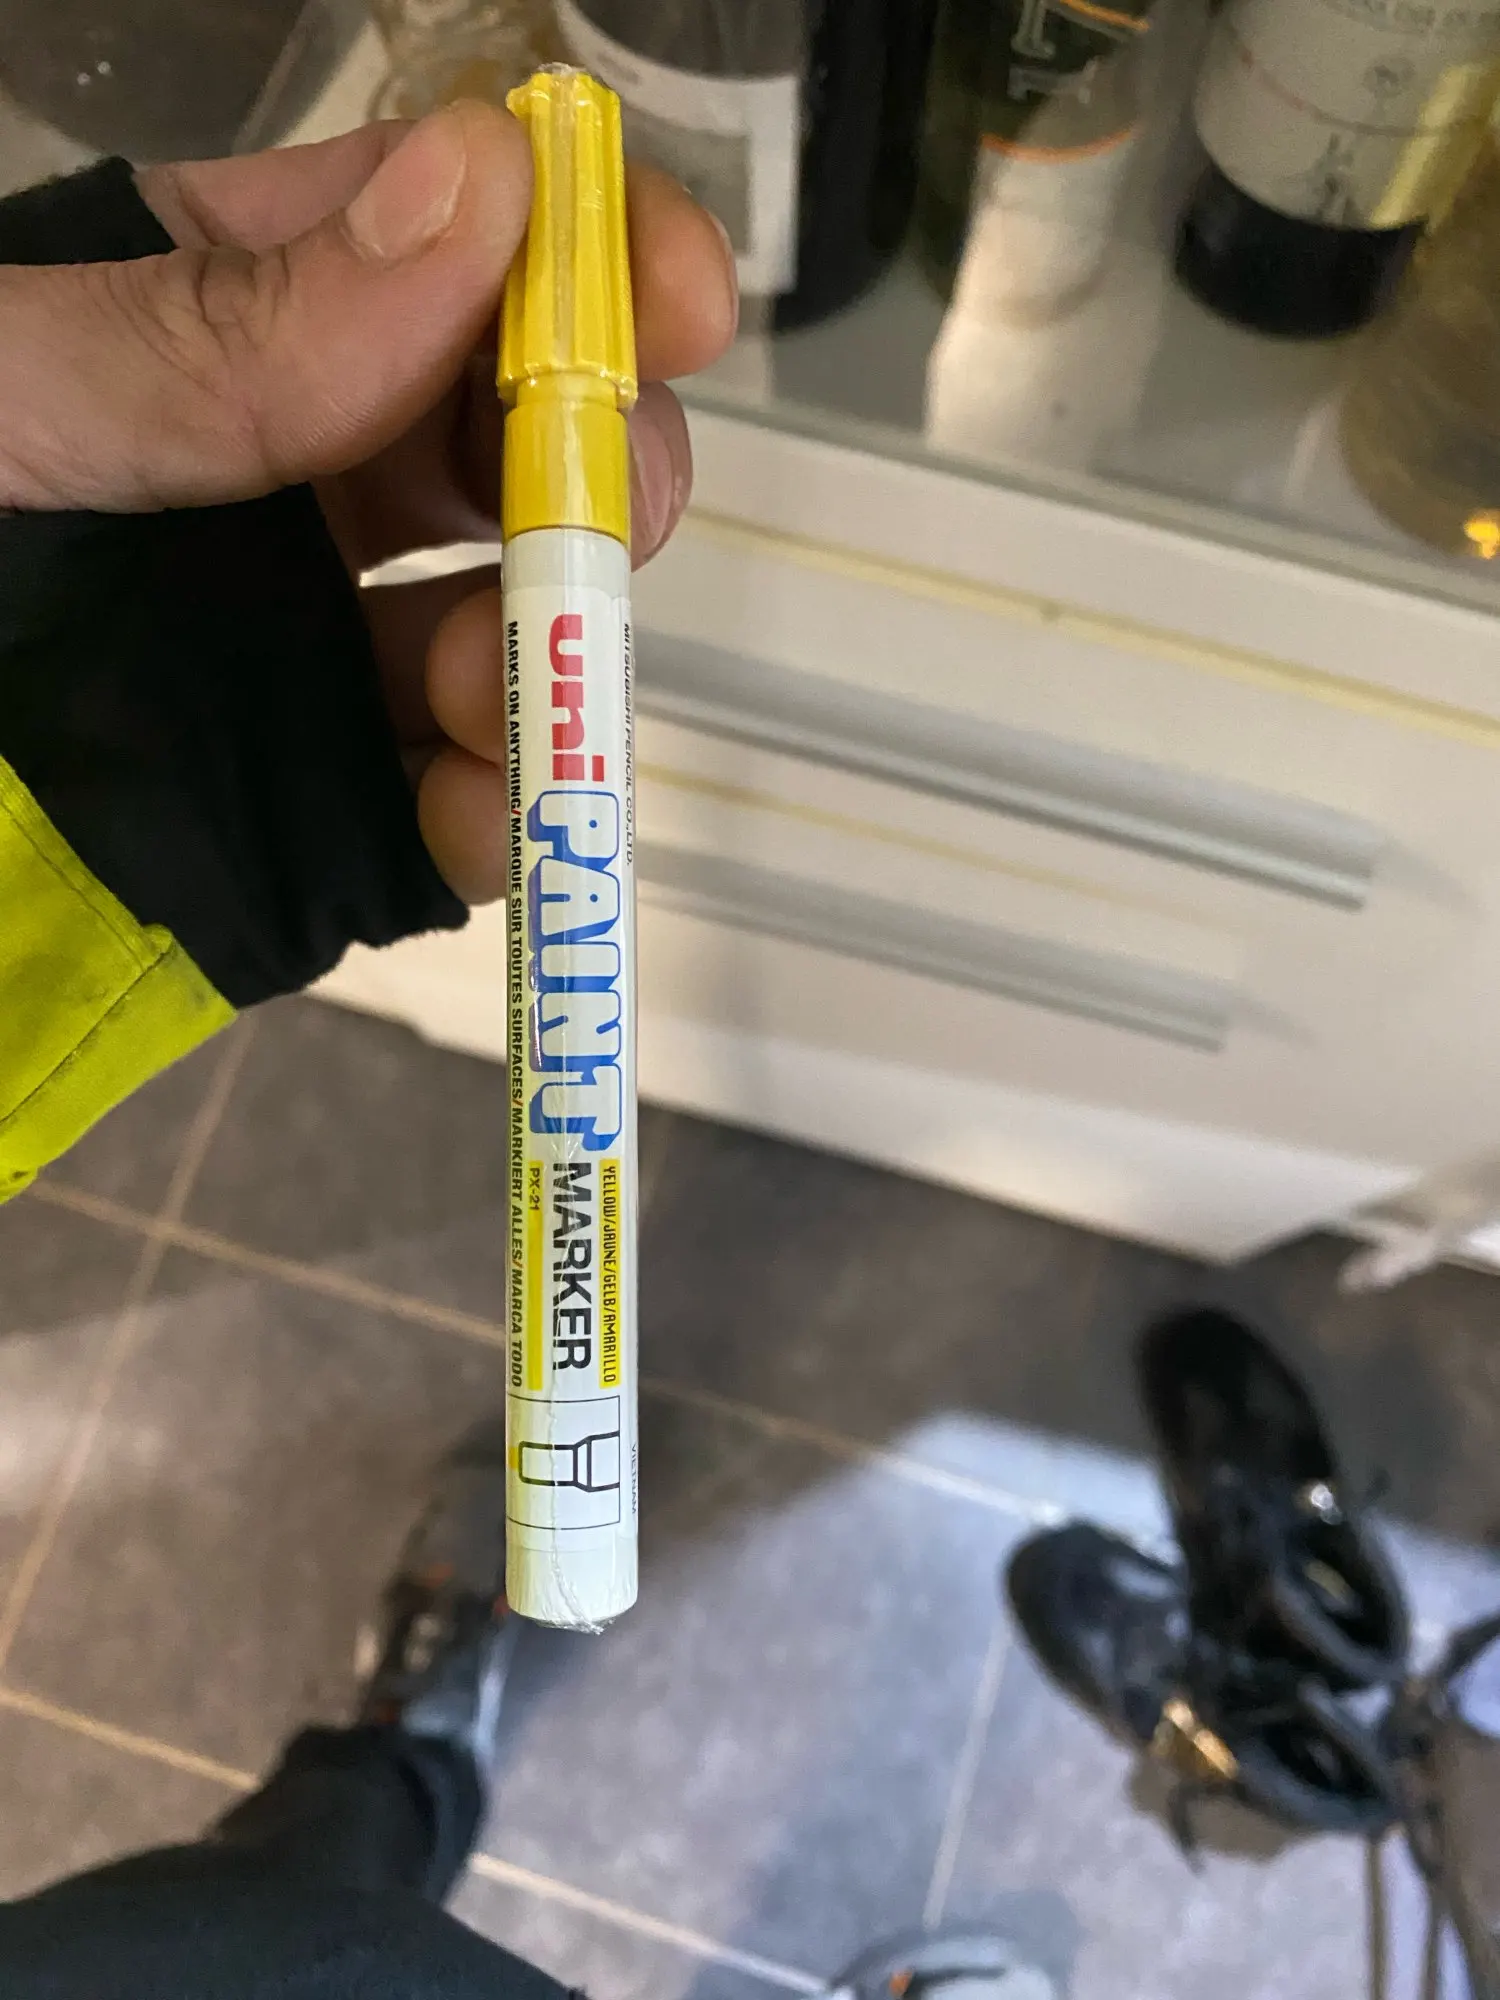 MITSUBISHI PENCIL CO.,LTD.
uni PAINT MARKER
YELLOW/JAUNE/GELB/AMARILLO
PX-21
MARKS ON ANYTHING/MARQUE SUR TOUTES SURFACES/MARKIERT ALLES/MARCA TODO
VIETNAM